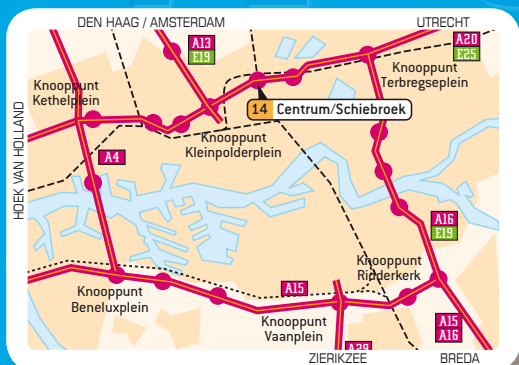 DEN HAAG / AMSTERDAM
UTRECHT
A13
E19
A20
E25
Knooppunt
Kethelplein
Knooppunt
Terbregseplein
14 Centrum/Schiebroek
Knooppunt
Kleinpolderplein
HOEK VAN HOLLAND
A4
A16
E19
Knooppunt
Ridderkerk
A15
Knooppunt
Beneluxplein
Knooppunt
Vaanplein
A15
A16
ZIERIKZEE
BREDA